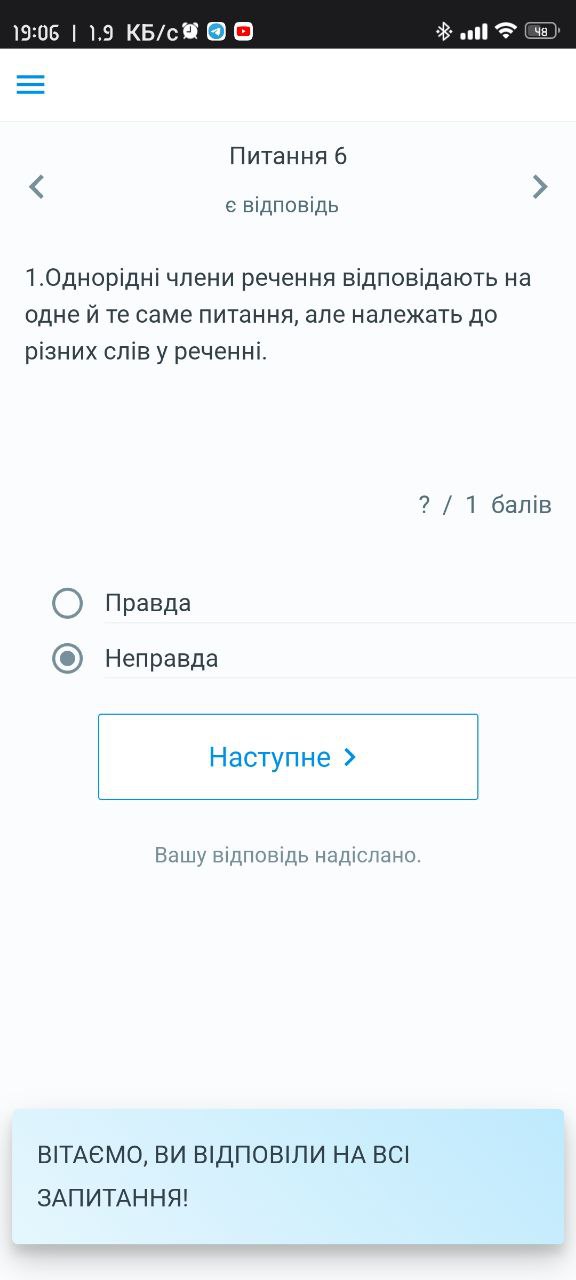 19:06 | 1,9 КБ/с
48
Питання 6
є відповідь
1.Однорідні члени речення відповідають на
одне й те саме питання, але належать до
різних слів у реченні.
? / 1 балів
Правда
Неправда
Наступне
Вашу відповідь надіслано.
ВІТАЄМО, ВИ ВІДПОВІЛИ НА ВСІ
ЗАПИТАННЯ!